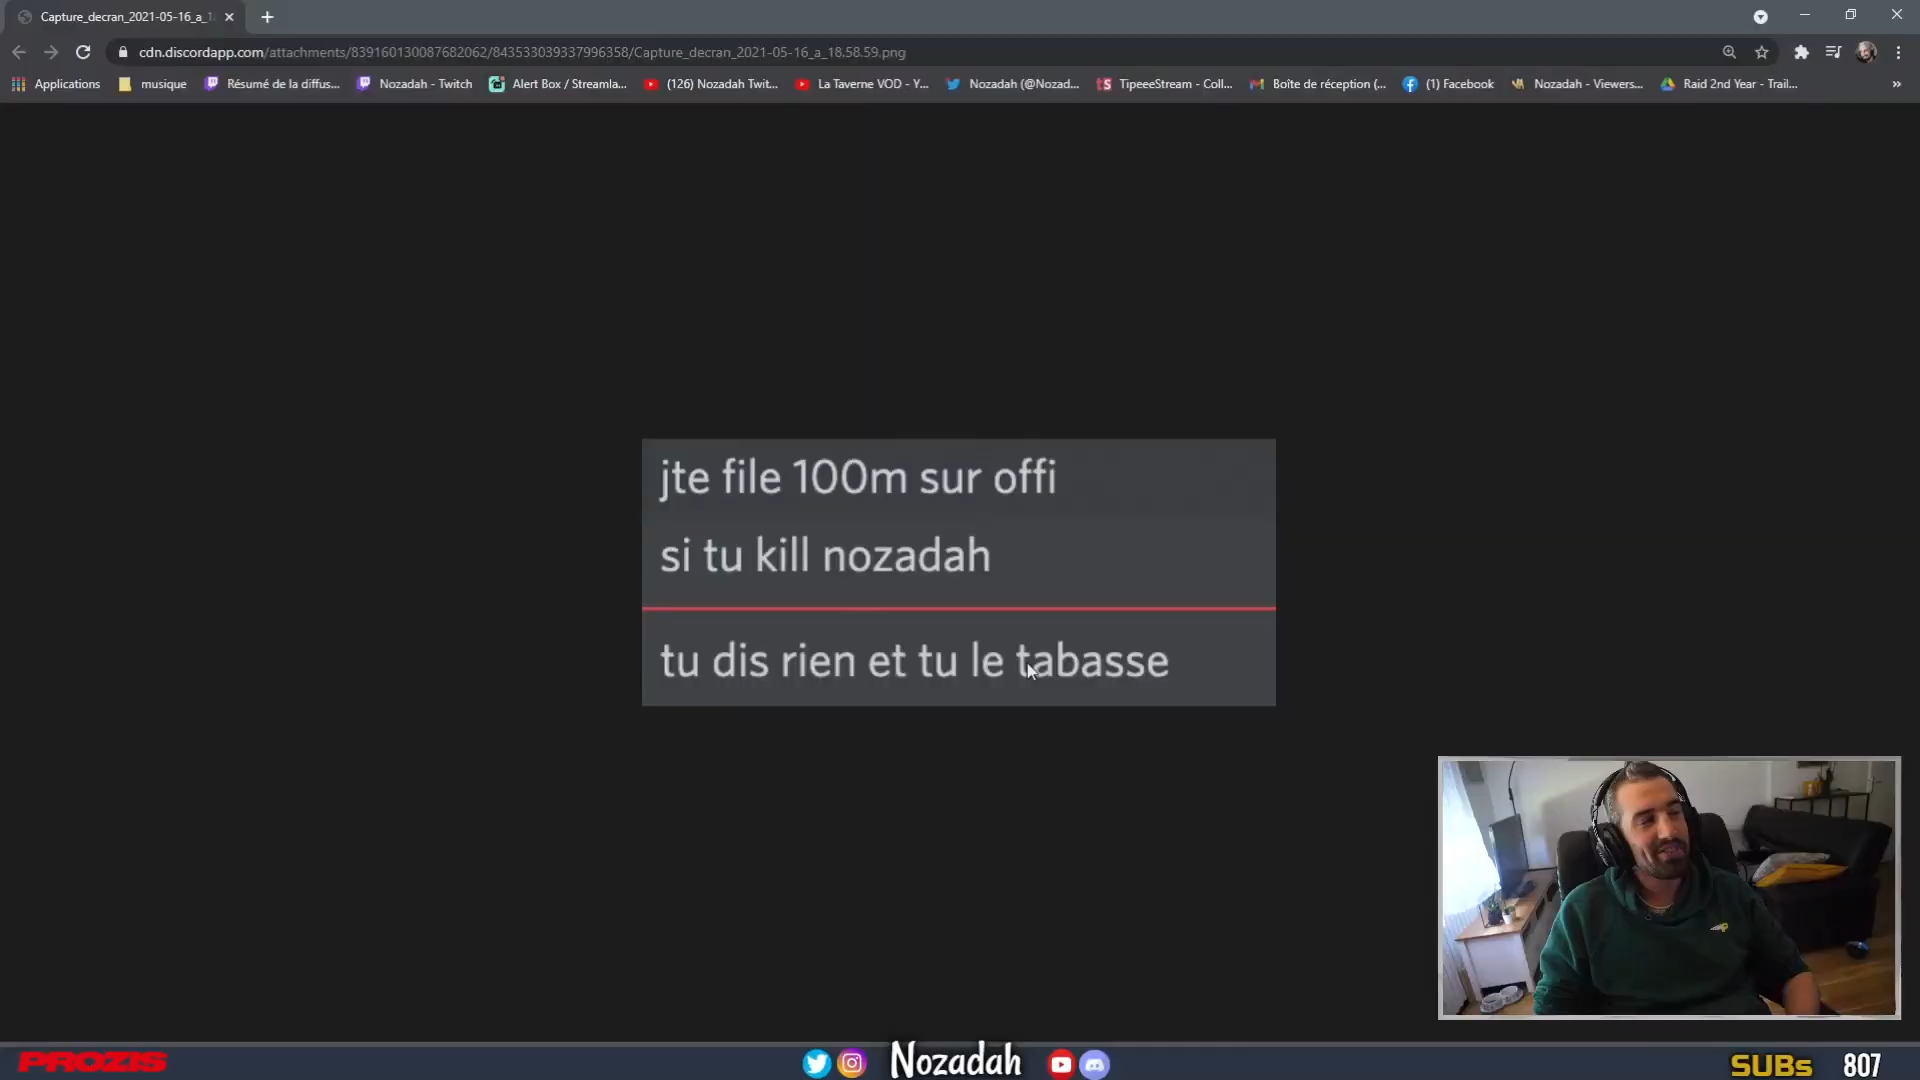 Capture_decran_2021-05-16_a_1
cdn.discordapp.com/attachments/839160130087682062/843533039337996358/Capture_decran_2021-05-16_a_18.58.59.png
Applications musique Résumé de la diffus... Nozadah - Twitch Alert Box / Streamla... (126) Nozadah Twit... La Taverne VOD - Y... Nozadah (@Nozad... TipeeeStream - Coll... Boîte de réception (... (1) Facebook Nozadah - Viewers... Raid 2nd Year - Trail... »
jte file 100m sur offi
si tu kill nozadah
tu dis rien et tu le tabasse
PROZIS Nozadah SUBs 807